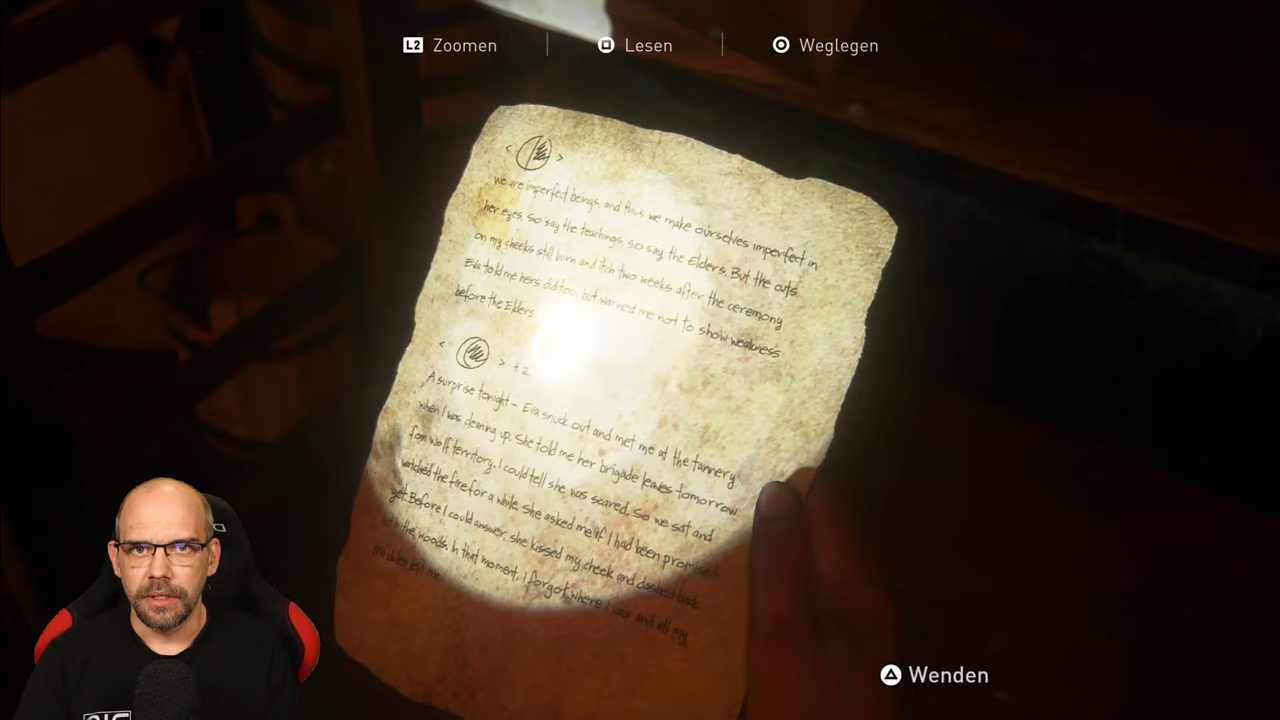 L2 Zoomen
Lesen
Weglegen
we are imperfect beings, and thus we make ourselves imperfect in
her eyes. So say the teachings, so say the Elders. But the cuts
on my cheeks still burn and itch two weeks after the ceremony
Eva told me hers did too, but warned me not to show weakness
before the Elders.
< > + 2
A surprise tonight - Eva snuck out and met me at the tannery
when I was cleaning up. She told me her brigade leaves tomorrow
for Wolf territory. I could tell she was scared. So we sat and
watched the fire for a while. She asked me if I had been promised
yet. Before I could answer, she kissed my cheek and dashed back
into the woods. In that moment, I forgot where I was and all my
troubles left me
Wenden